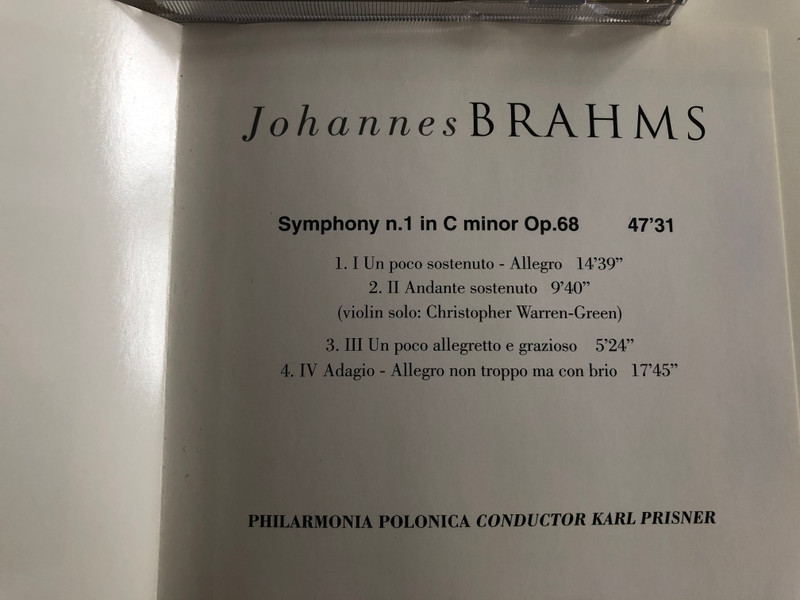 Johannes BRAHMS
Symphony n.1 in C minor Op.68 47'31
1. I Un poco sostenuto - Allegro 14'39”
2. II Andante sostenuto 9'40”
(violin solo: Christopher Warren-Green)
3. III Un poco allegretto e grazioso 5'24”
4. IV Adagio - Allegro non troppo ma con brio 17'45”
PHILARMONIA POLONICA CONDUCTOR KARL PRISNER